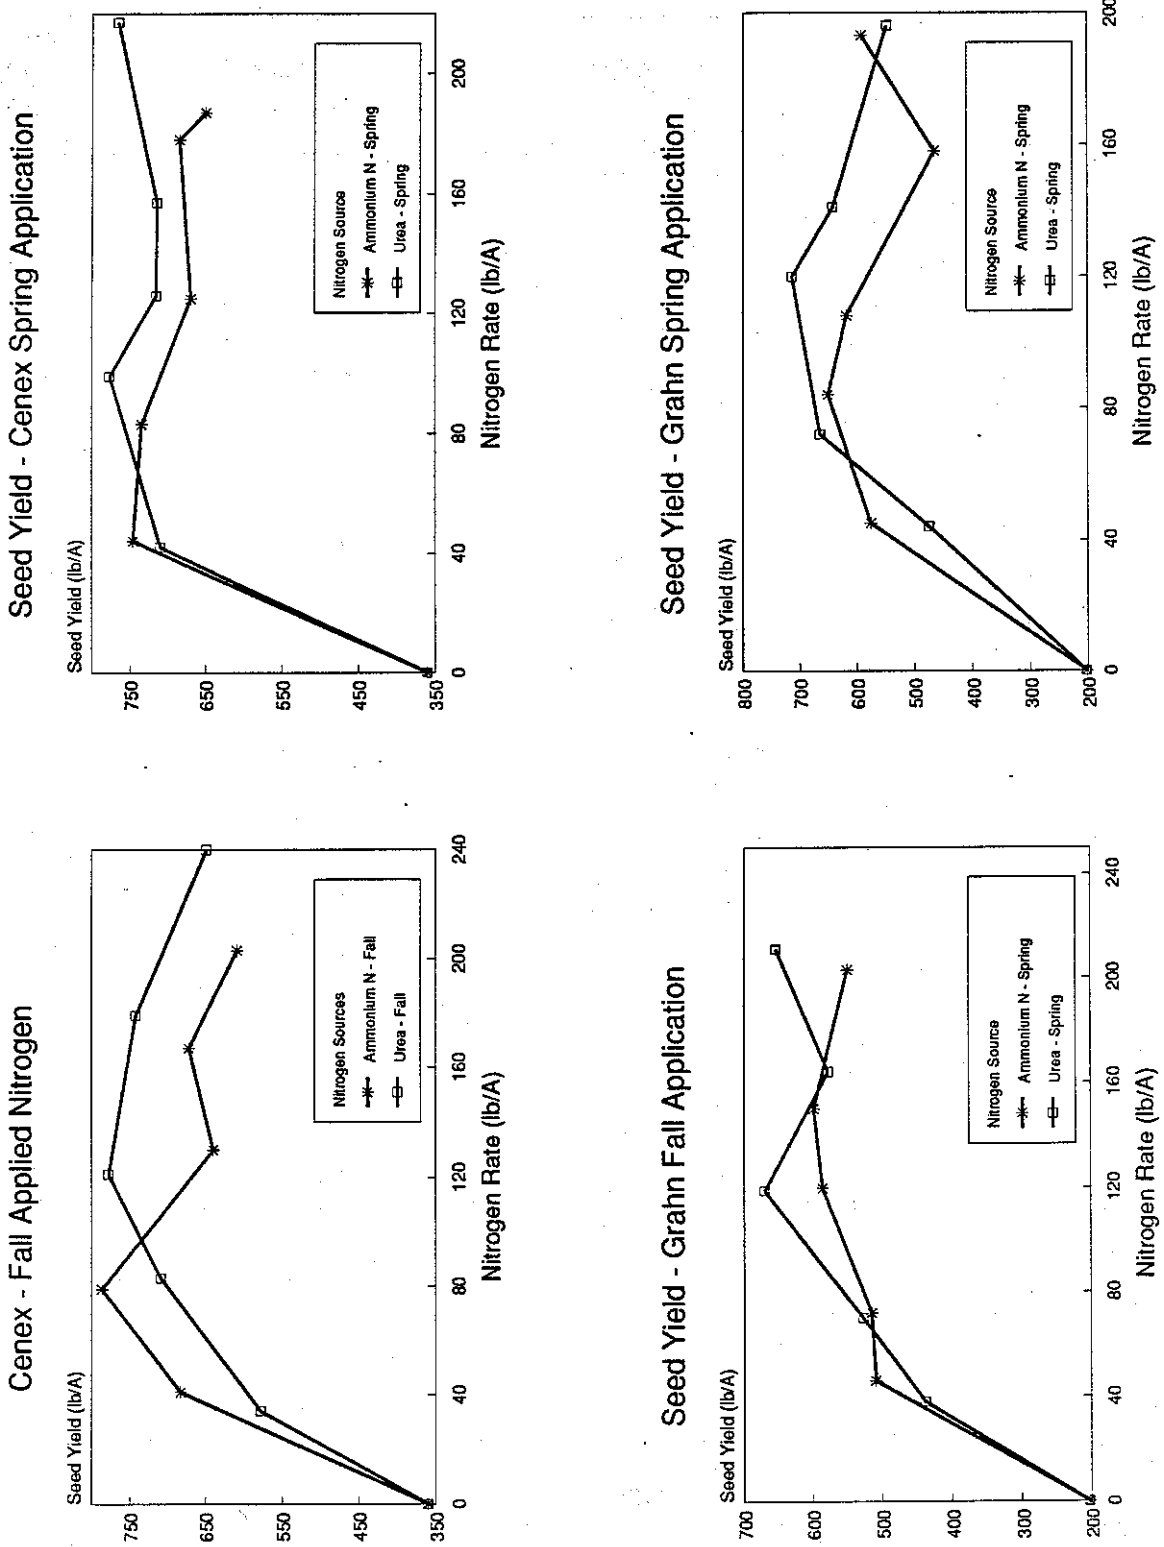 Cenex - Fall Applied Nitrogen
Seed Yield (lb/A)
750
650
550
450
350
0
40
80
120
160
200
240
Nitrogen Rate (lb/A)
Nitrogen Sources
Ammonium N - Fall
Urea - Fall
Seed Yield - Cenex Spring Application
Seed Yield (lb/A)
750
650
550
450
350
0
40
80
120
160
200
Nitrogen Rate (lb/A)
Nitrogen Source
Ammonium N - Spring
Urea - Spring
Seed Yield - Grahn Fall Application
Seed Yield (lb/A)
700
600
500
400
300
200
0
40
80
120
160
200
240
Nitrogen Rate (lb/A)
Nitrogen Source
Ammonium N - Spring
Urea - Spring
Seed Yield - Grahn Spring Application
Seed Yield (lb/A)
800
700
600
500
400
300
200
0
40
80
120
160
200
Nitrogen Rate (lb/A)
Nitrogen Source
Ammonium N - Spring
Urea - Spring